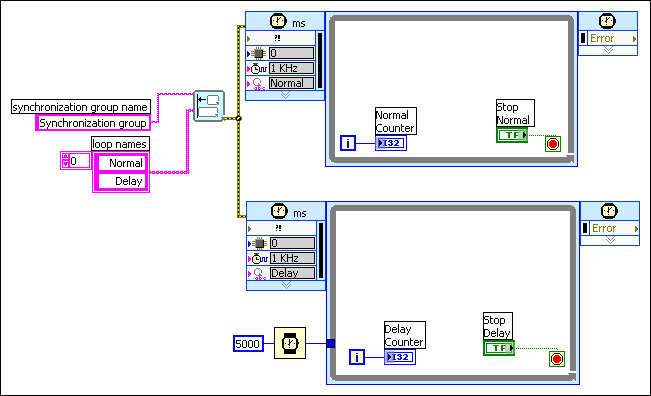 ms
?!
0
1 KHz
Normal
Error
synchronization group name
Synchronization group
loop names
0
Normal
Delay
Normal
Counter
I32
i
Stop
Normal
TF
ms
?!
0
1 KHz
Delay
Error
5000
Delay
Counter
I32
i
Stop
Delay
TF